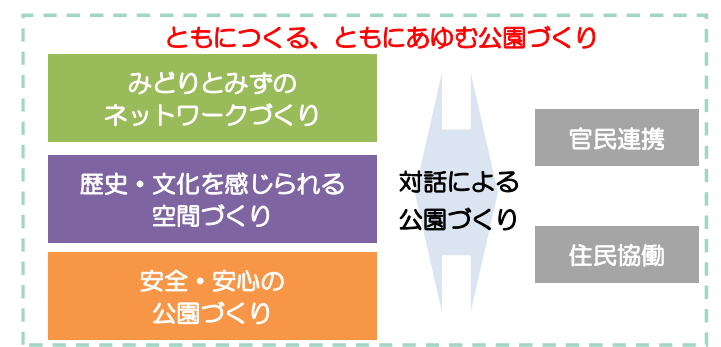 ともにつくる、ともにあゆむ公園づくり
みどりとみずの
ネットワークづくり
歴史・文化を感じられる
空間づくり
安全・安心の
公園づくり
対話による
公園づくり
官民連携
住民協働